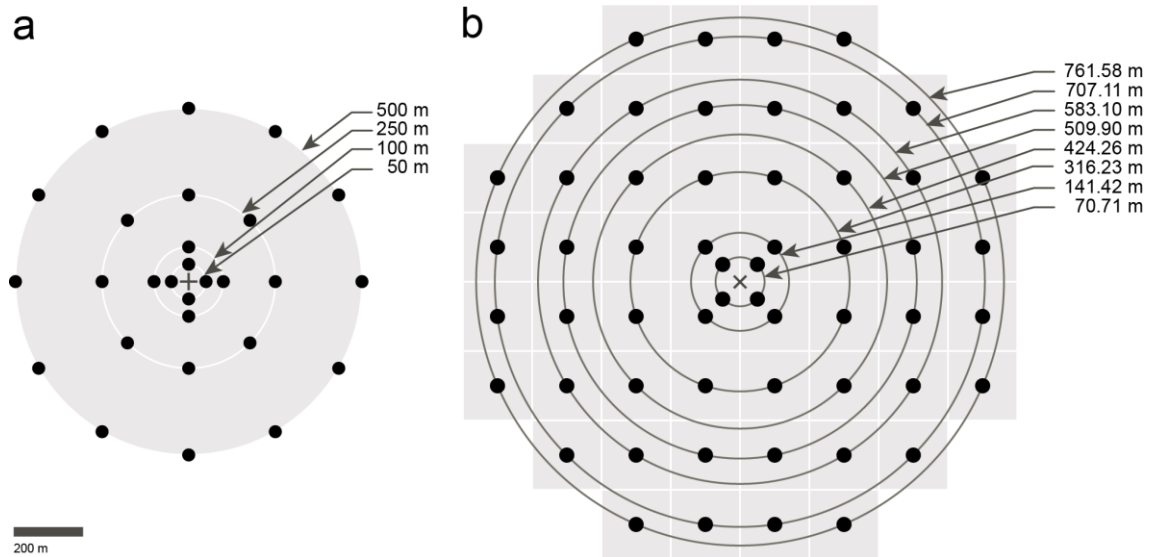 a
500 m
250 m
100 m
50 m
200 m
b
761.58 m
707.11 m
583.10 m
509.90 m
424.26 m
316.23 m
141.42 m
70.71 m